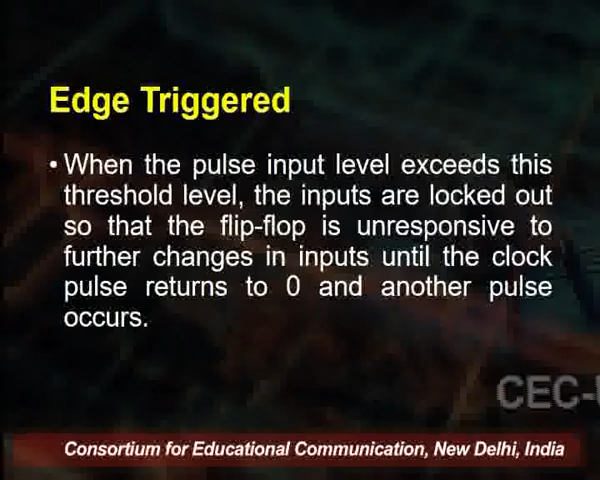 Edge Triggered
• When the pulse input level exceeds this
threshold level, the inputs are locked out
so that the flip-flop is unresponsive to
further changes in inputs until the clock
pulse returns to 0 and another pulse
occurs.
CEC-U
Consortium for Educational Communication, New Delhi, India